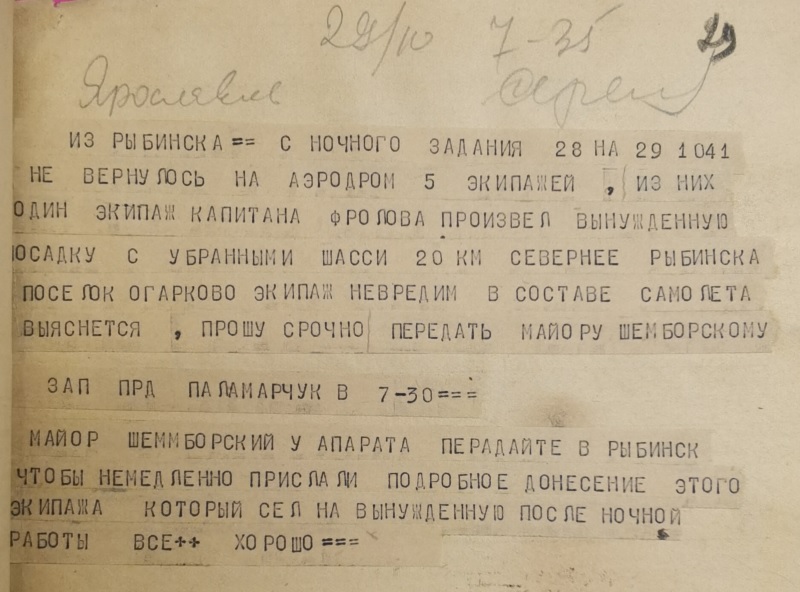 29/10 7-35 29
Ярославль
ИЗ РЫБИНСКА== С НОЧНОГО ЗАДАНИЯ 28 НА 29 1041
НЕ ВЕРНУЛОСЬ НА АЭРОДРОМ 5 ЭКИПАЖЕЙ , ИЗ НИХ
ОДИН ЭКИПАЖ КАПИТАНА ФРОЛОВА ПРОИЗВЕЛ ВЫНУЖДЕННУЮ
ПОСАДКУ С УБРАННЫМИ ШАССИ 20 КМ СЕВЕРНЕЕ РЫБИНСКА
ПОСЕЛОК ОГАРКОВО ЭКИПАЖ НЕВРЕДИМ В СОСТАВЕ САМОЛЕТА
ВЫЯСНЕТСЯ , ПРОШУ СРОЧНО ПЕРЕДАТЬ МАЙОРУ ШЕМБОРСКОМУ
ЗАП ПРД ПАЛАМАРЧУК В 7-30===
МАЙОР ШЕММБОРСКИЙ У АПАРАТА ПЕРАДАЙТЕ В РЫБИНСК
ЧТОБЫ НЕМЕДЛЕННО ПРИСЛАЛИ ПОДРОБНОЕ ДОНЕСЕНИЕ ЭТОГО
ЭКИПАЖА КОТОРЫЙ СЕЛ НА ВЫНУЖДЕННУЮ ПОСЛЕ НОЧНОЙ
РАБОТЫ ВСЕ++ ХОРОШО===